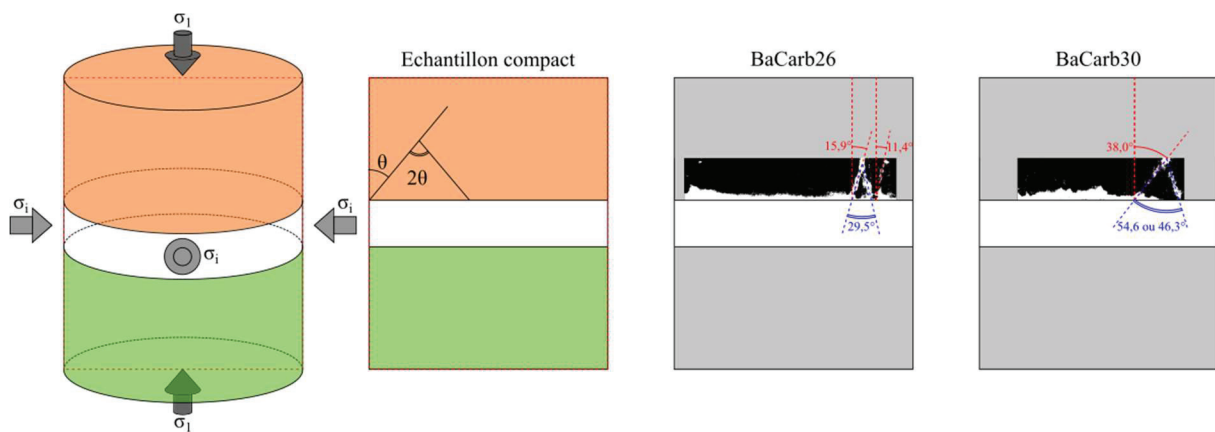 σ1
σi
σi
σi
σ1
Echantillon compact
θ
2θ
BaCarb26
15,9°
11,4°
29,5°
BaCarb30
38,0°
54,6 ou 46,3°